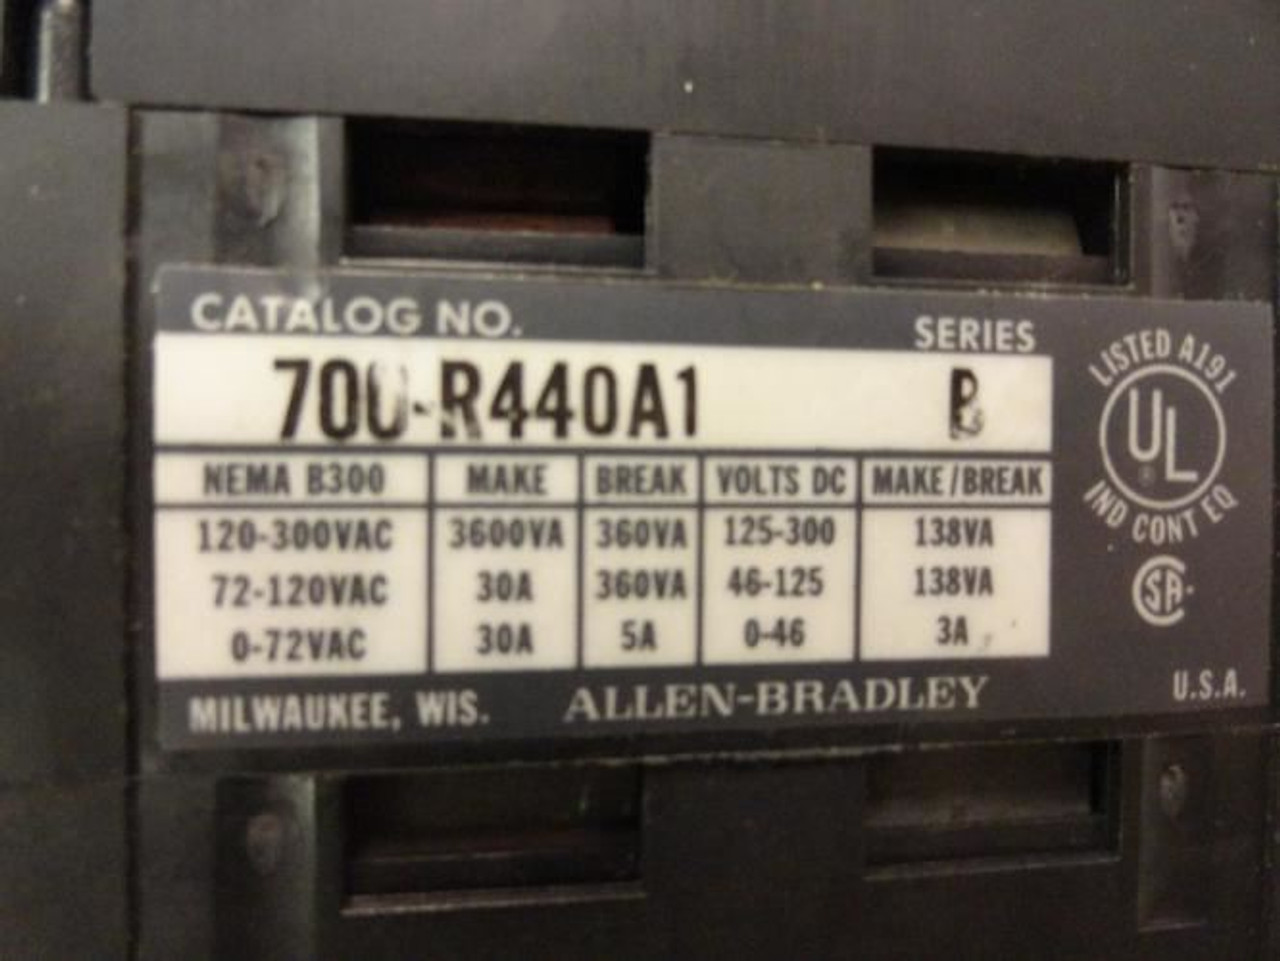 CATALOG NO. SERIES
700-R440A1 B
NEMA B300 MAKE BREAK VOLTS DC MAKE/BREAK
120-300VAC 3600VA 360VA 125-300 138VA
72-120VAC 30A 360VA 46-125 138VA
0-72VAC 30A 5A 0-46 3A
MILWAUKEE, WIS. ALLEN-BRADLEY U.S.A.
LISTED A191
UL ®
IND CONT EQ
SA